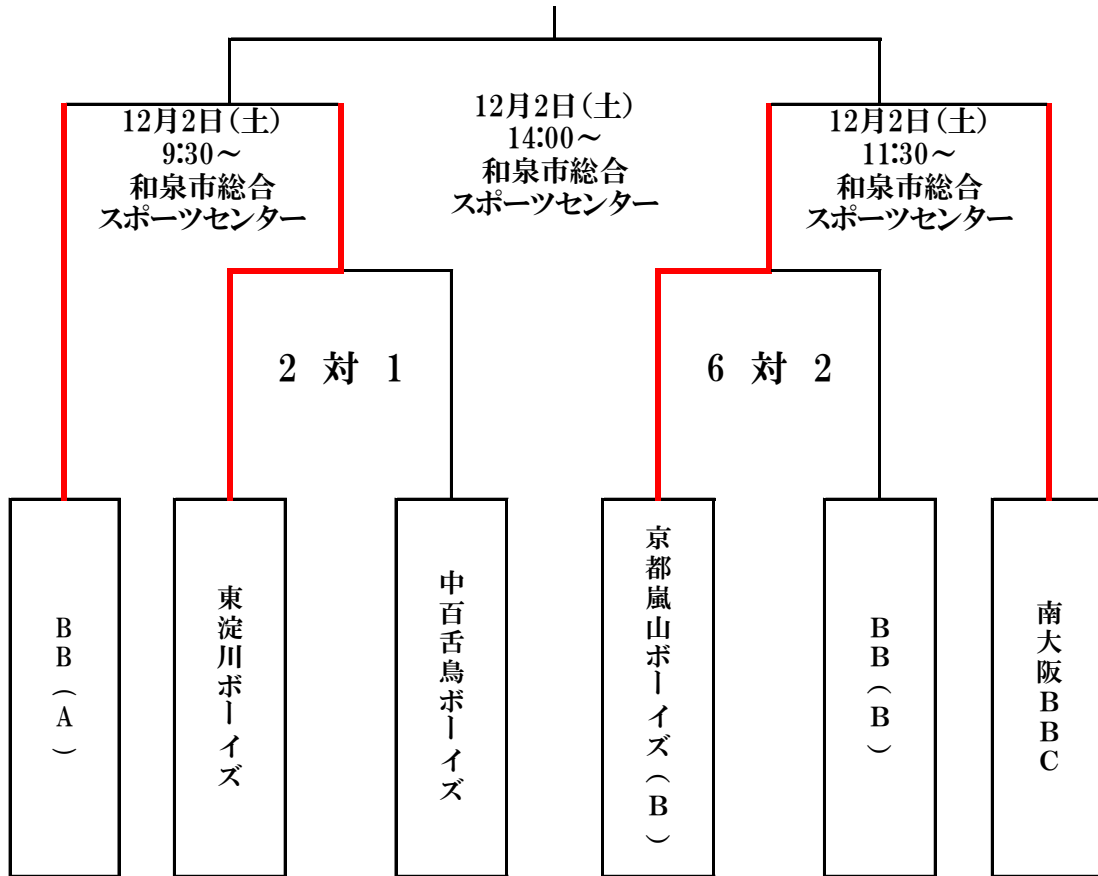 12月2日(土)
9:30～
和泉市総合
スポーツセンター
12月2日(土)
14:00～
和泉市総合
スポーツセンター
12月2日(土)
11:30～
和泉市総合
スポーツセンター
2 対 1
6 対 2
BB(A)
東淀川ボーイズ
中百舌鳥ボーイズ
京都嵐山ボーイズ(B)
BB(B)
南大阪BBC